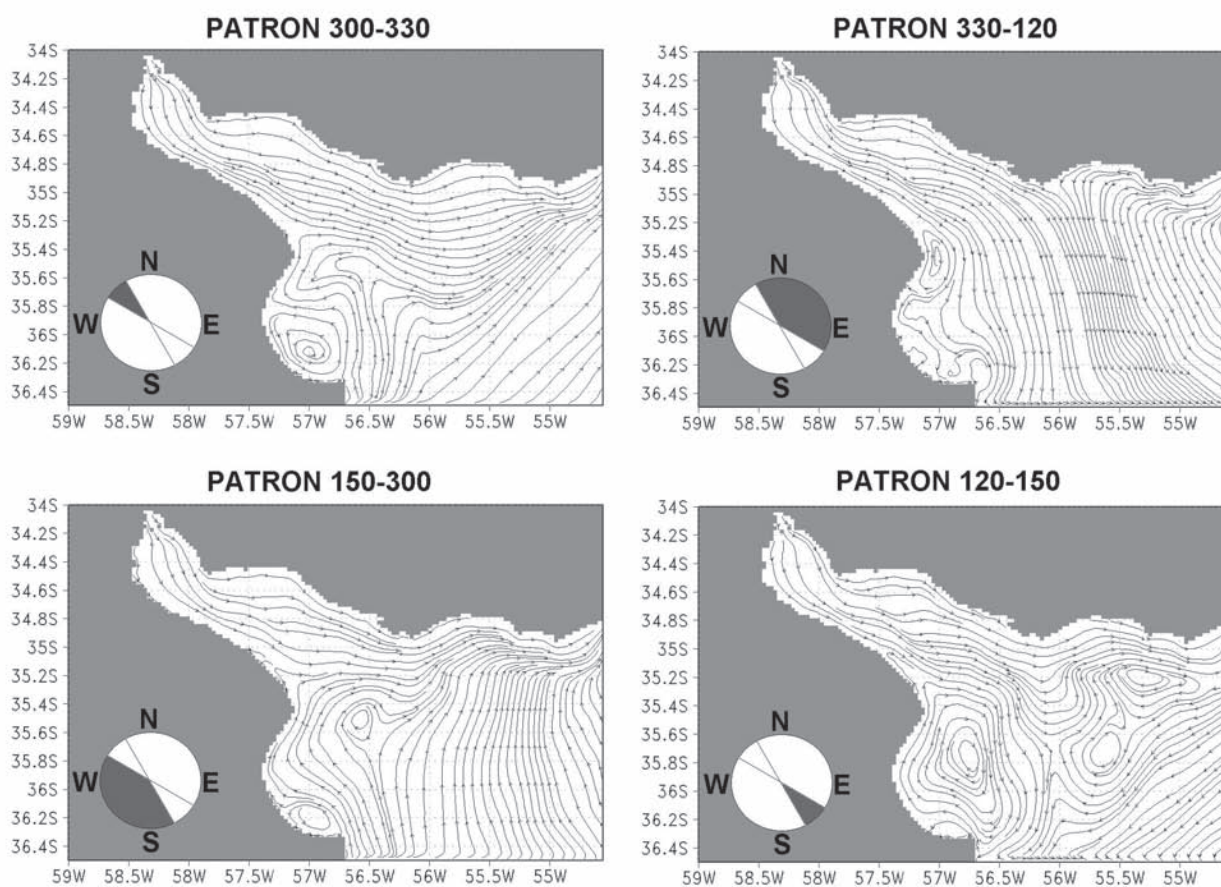 PATRON 300-330
34S
34.2S
34.4S
34.6S
34.8S
35S
35.2S
35.4S
35.6S
35.8S
36S
36.2S
36.4S
N
W E
S
59W 58.5W 58W 57.5W 57W 56.5W 56W 55.5W 55W
PATRON 330-120
34S
34.2S
34.4S
34.6S
34.8S
35S
35.2S
35.4S
35.6S
35.8S
36S
36.2S
36.4S
N
W E
S
59W 58.5W 58W 57.5W 57W 56.5W 56W 55.5W 55W
PATRON 150-300
34S
34.2S
34.4S
34.6S
34.8S
35S
35.2S
35.4S
35.6S
35.8S
36S
36.2S
36.4S
N
W E
S
59W 58.5W 58W 57.5W 57W 56.5W 56W 55.5W 55W
PATRON 120-150
34S
34.2S
34.4S
34.6S
34.8S
35S
35.2S
35.4S
35.6S
35.8S
36S
36.2S
36.4S
N
W E
S
59W 58.5W 58W 57.5W 57W 56.5W 56W 55.5W 55W